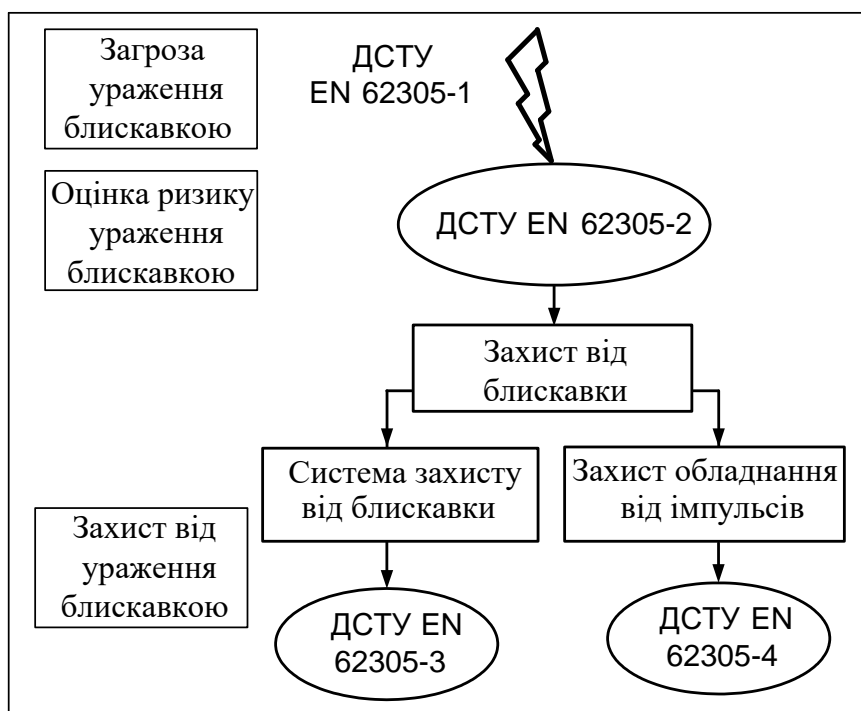 Загроза
ураження
блискавкою
ДСТУ
EN 62305-1
Оцінка ризику
ураження
блискавкою
ДСТУ EN 62305-2
Захист від
блискавки
Система захисту
від блискавки
Захист обладнання
від імпульсів
Захист від
ураження
блискавкою
ДСТУ EN
62305-3
ДСТУ EN
62305-4